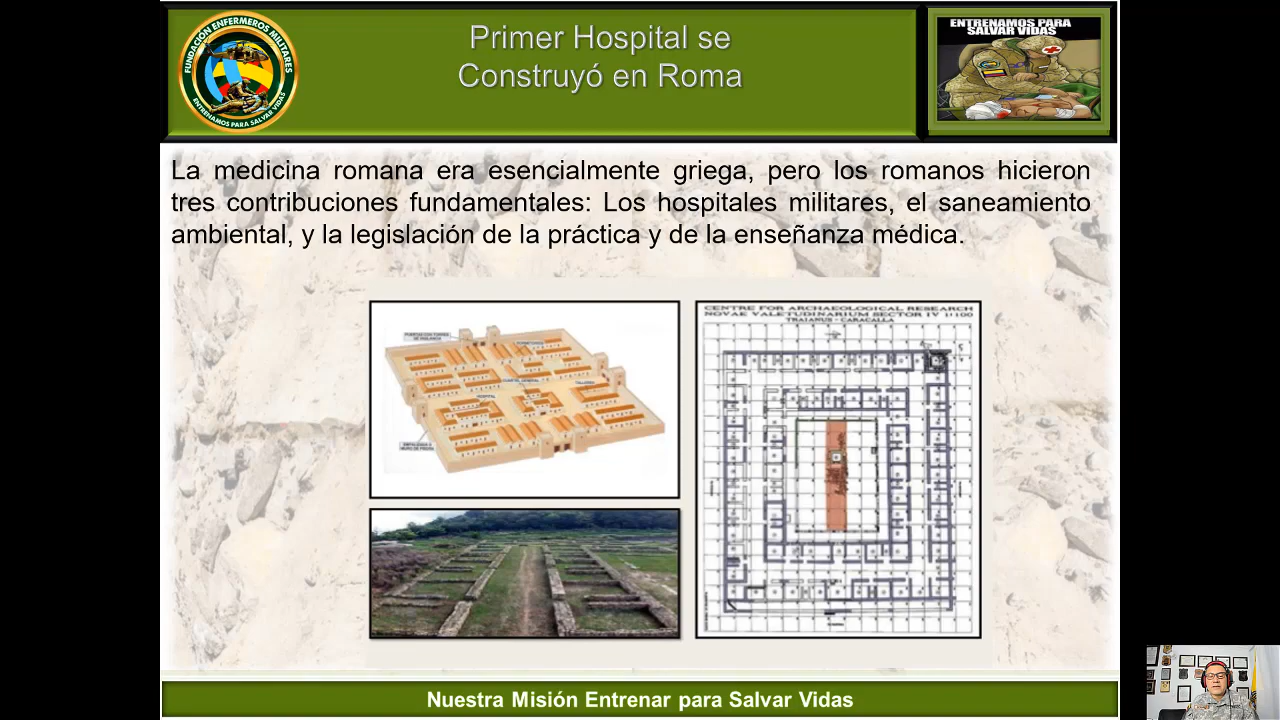 FUNDACIÓN ENFERMEROS MILITARES
ENTRENAMOS PARA SALVAR VIDAS
Primer Hospital se
Construyó en Roma
ENTRENAMOS PARA
SALVAR VIDAS
La medicina romana era esencialmente griega, pero los romanos hicieron
tres contribuciones fundamentales: Los hospitales militares, el saneamiento
ambiental, y la legislación de la práctica y de la enseñanza médica.
HOSPITAL
TALLERES
CENTRE FOR ARCHAEOLOGICAL RESEARCH
NOVAE VALETUDINARIUM SECTOR IV 1:100
TRAIANUS - CARACALLA
Nuestra Misión Entrenar para Salvar Vidas